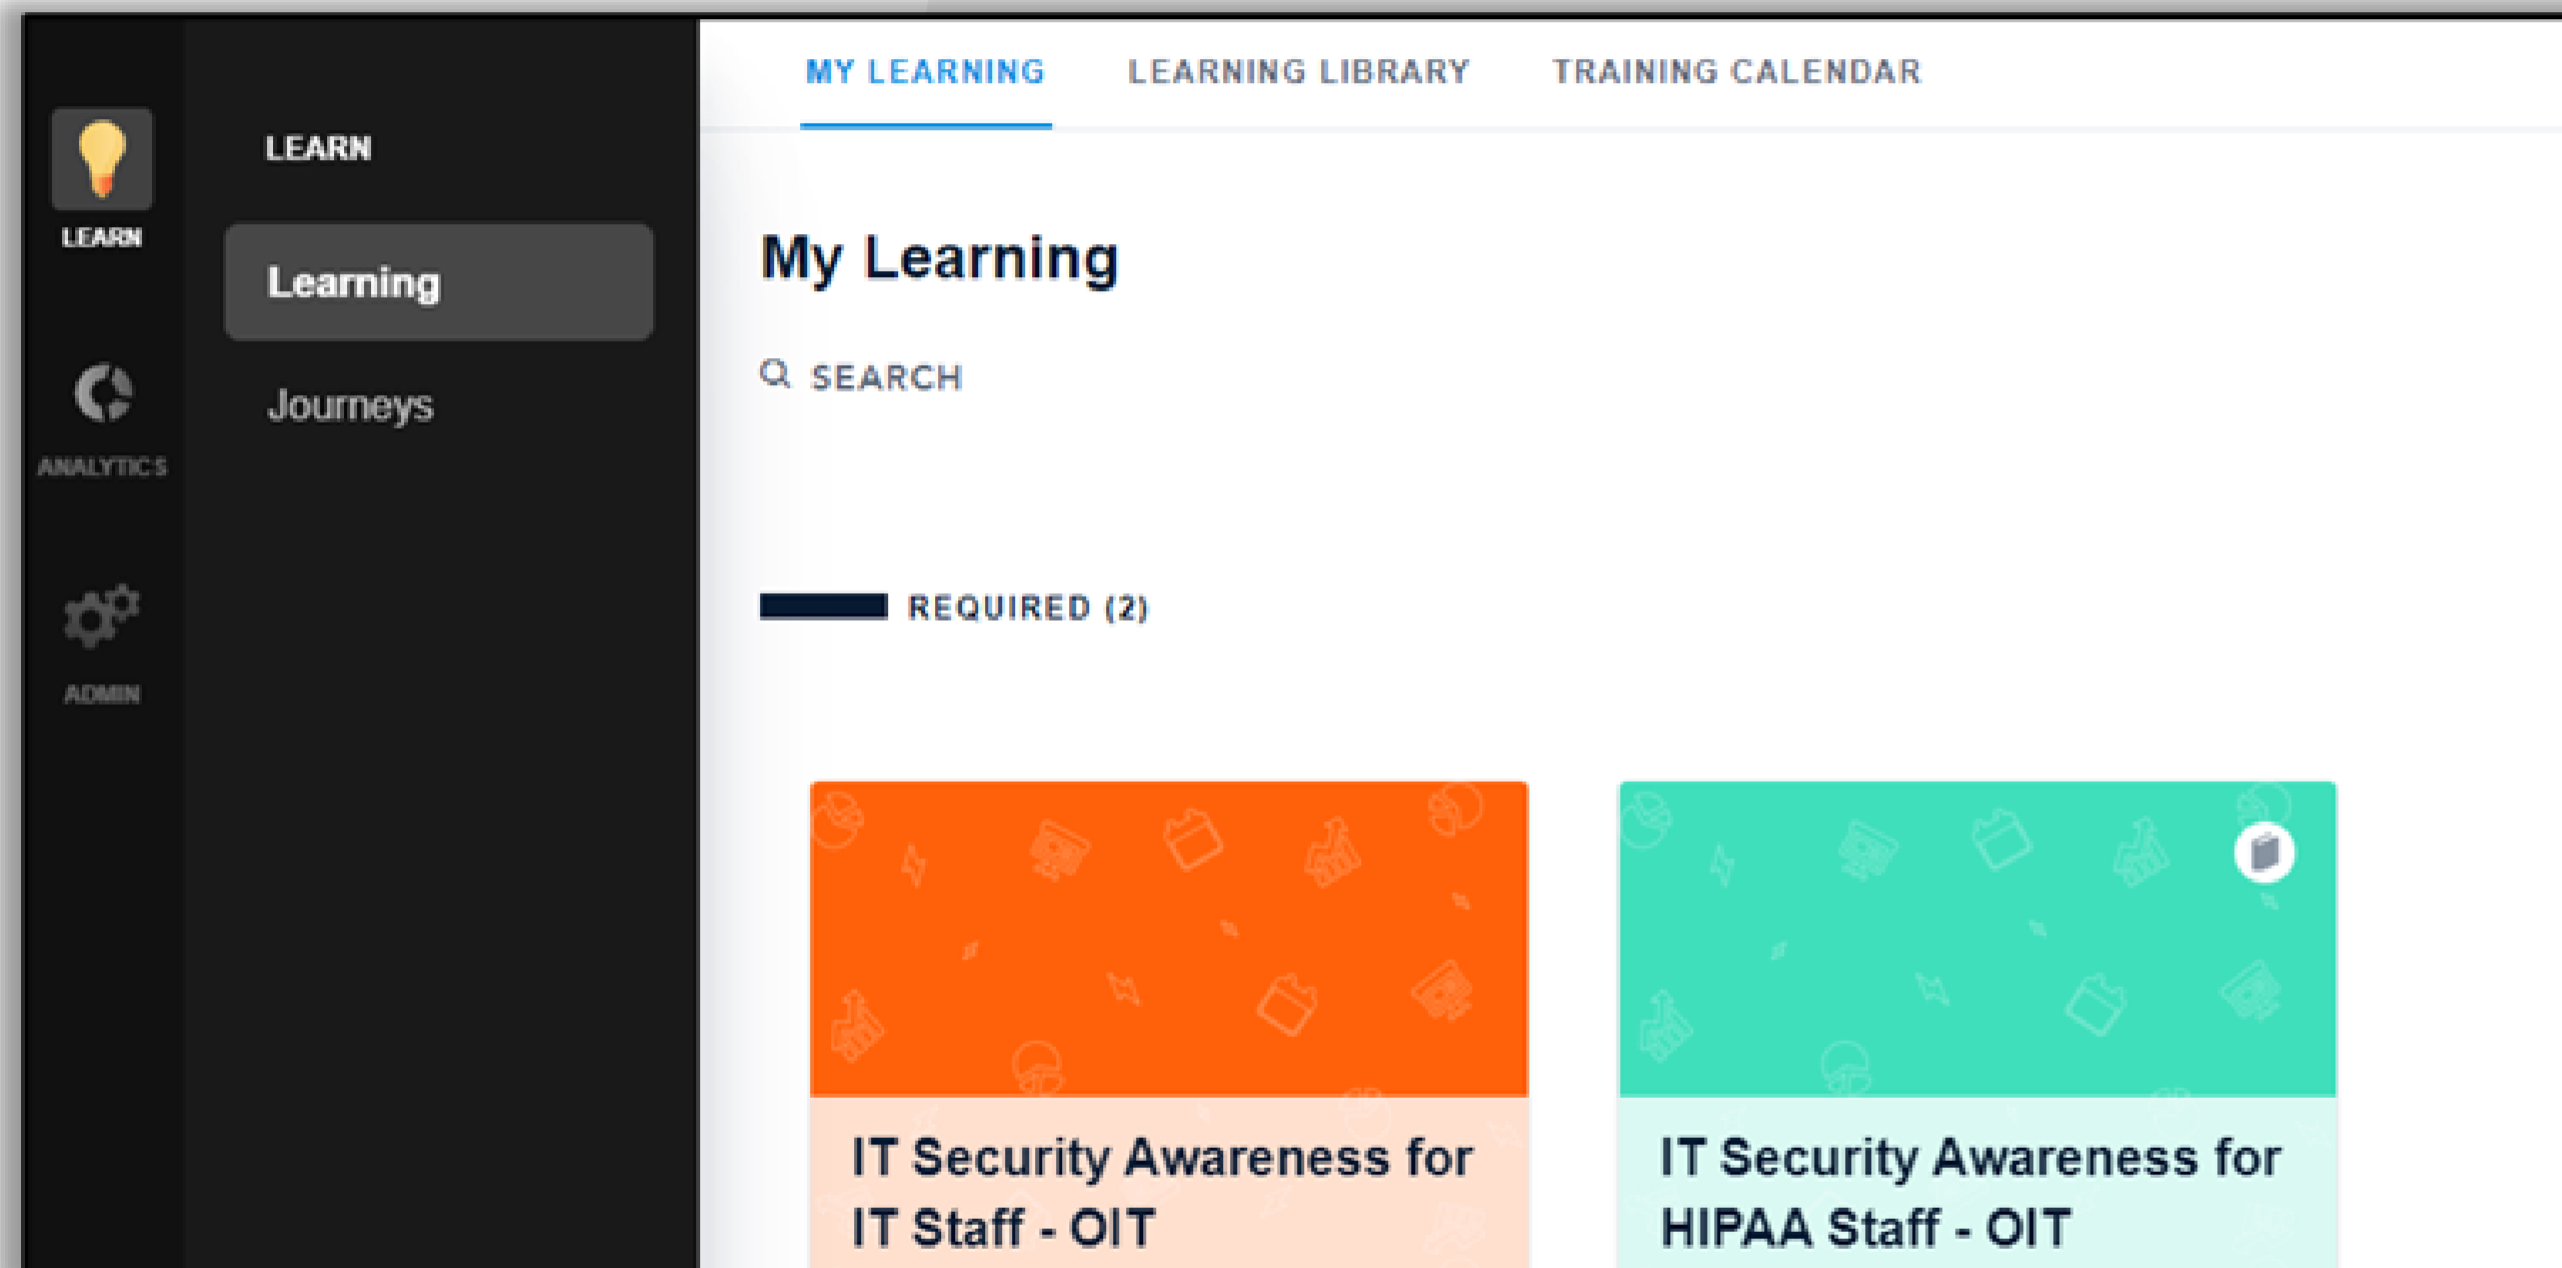 LEARN
ANALYTICS
ADMIN
LEARN
Learning
Journeys
MY LEARNING LEARNING LIBRARY TRAINING CALENDAR
My Learning
SEARCH
REQUIRED (2)
IT Security Awareness for
IT Staff - OIT
IT Security Awareness for
HIPAA Staff - OIT